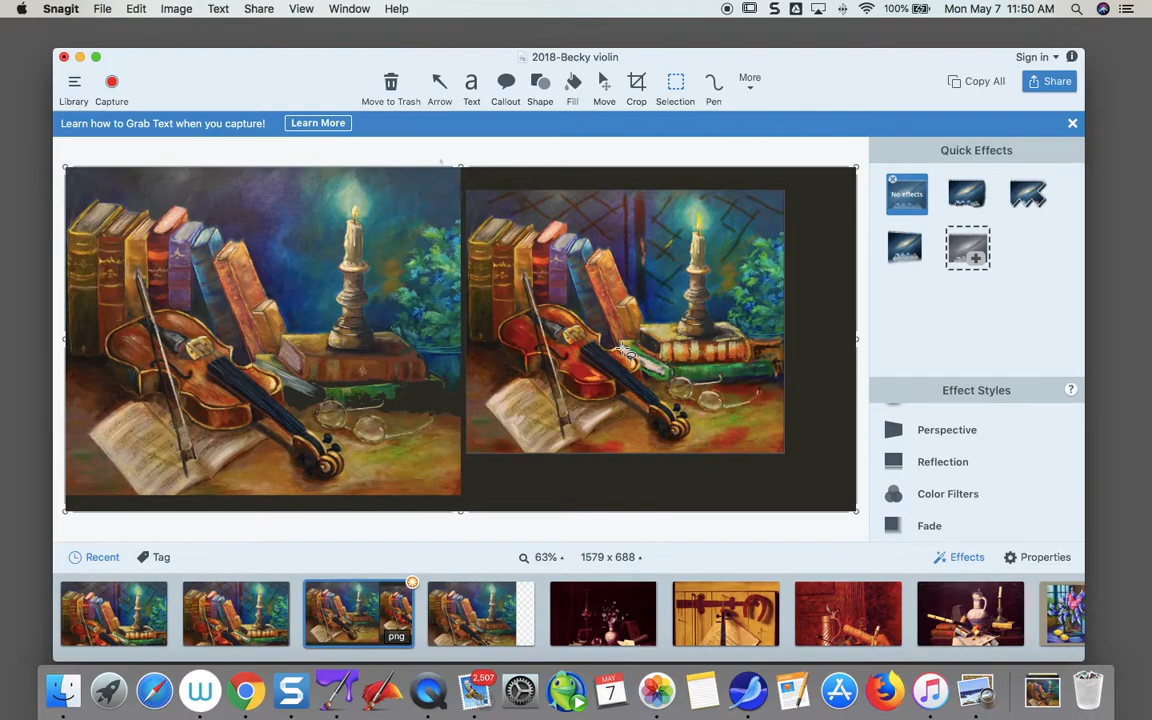 Snagit File Edit Image Text Share View Window Help 100% Mon May 7 11:50 AM
2018-Becky violin
Sign in
Library Capture Move to Trash Arrow Text Callout Shape Fill Move Crop Selection Pen More Copy All Share
Learn how to Grab Text when you capture! Learn More
Quick Effects
No effects
Effect Styles ?
Perspective
Reflection
Color Filters
Fade
Recent Tag 63% 1579 x 688 Effects Properties
png
2,507
MAY
7